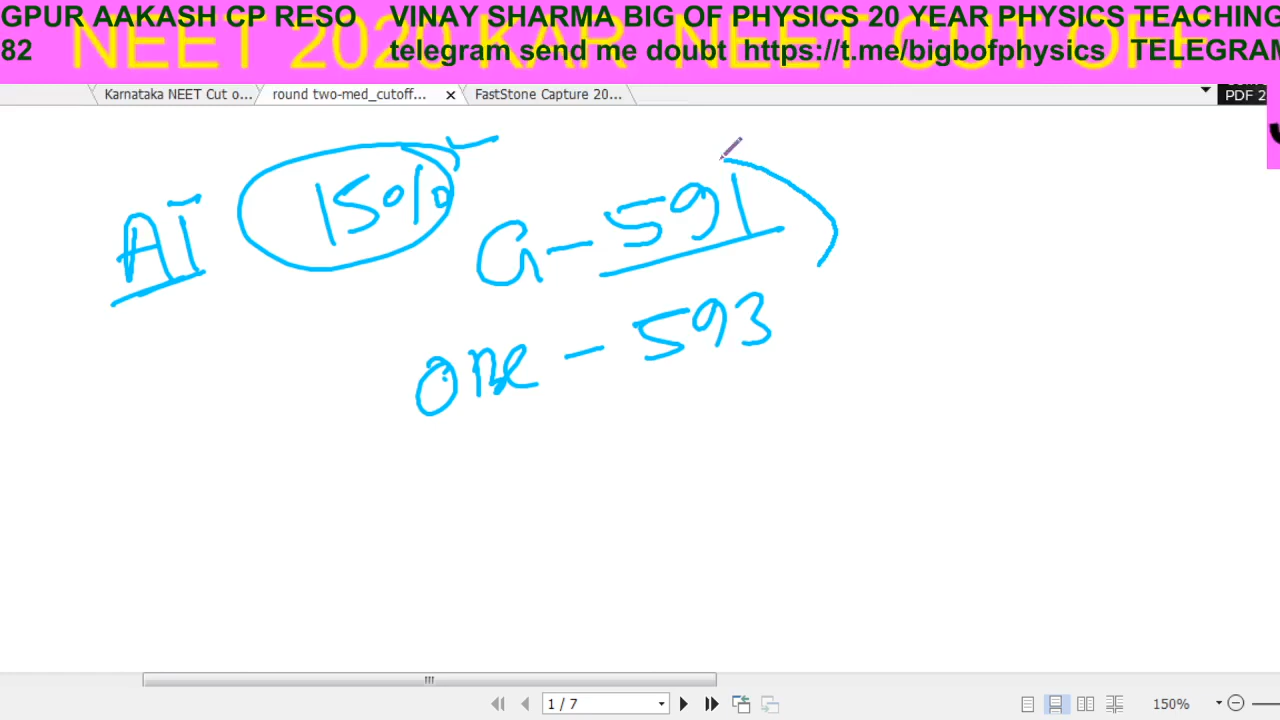 GPUR AAKASH CP RESO VINAY SHARMA BIG OF PHYSICS 20 YEAR PHYSICS TEACHING
82 telegram send me doubt https://t.me/bigbofphysics TELEGRAM
NEET 2020 KAR NEET CUT OFF
Karnataka NEET Cut o... round two-med_cutoff... FastStone Capture 20... PDF 2
AI 15% G - 591
OBC - 593
1 / 7 150%